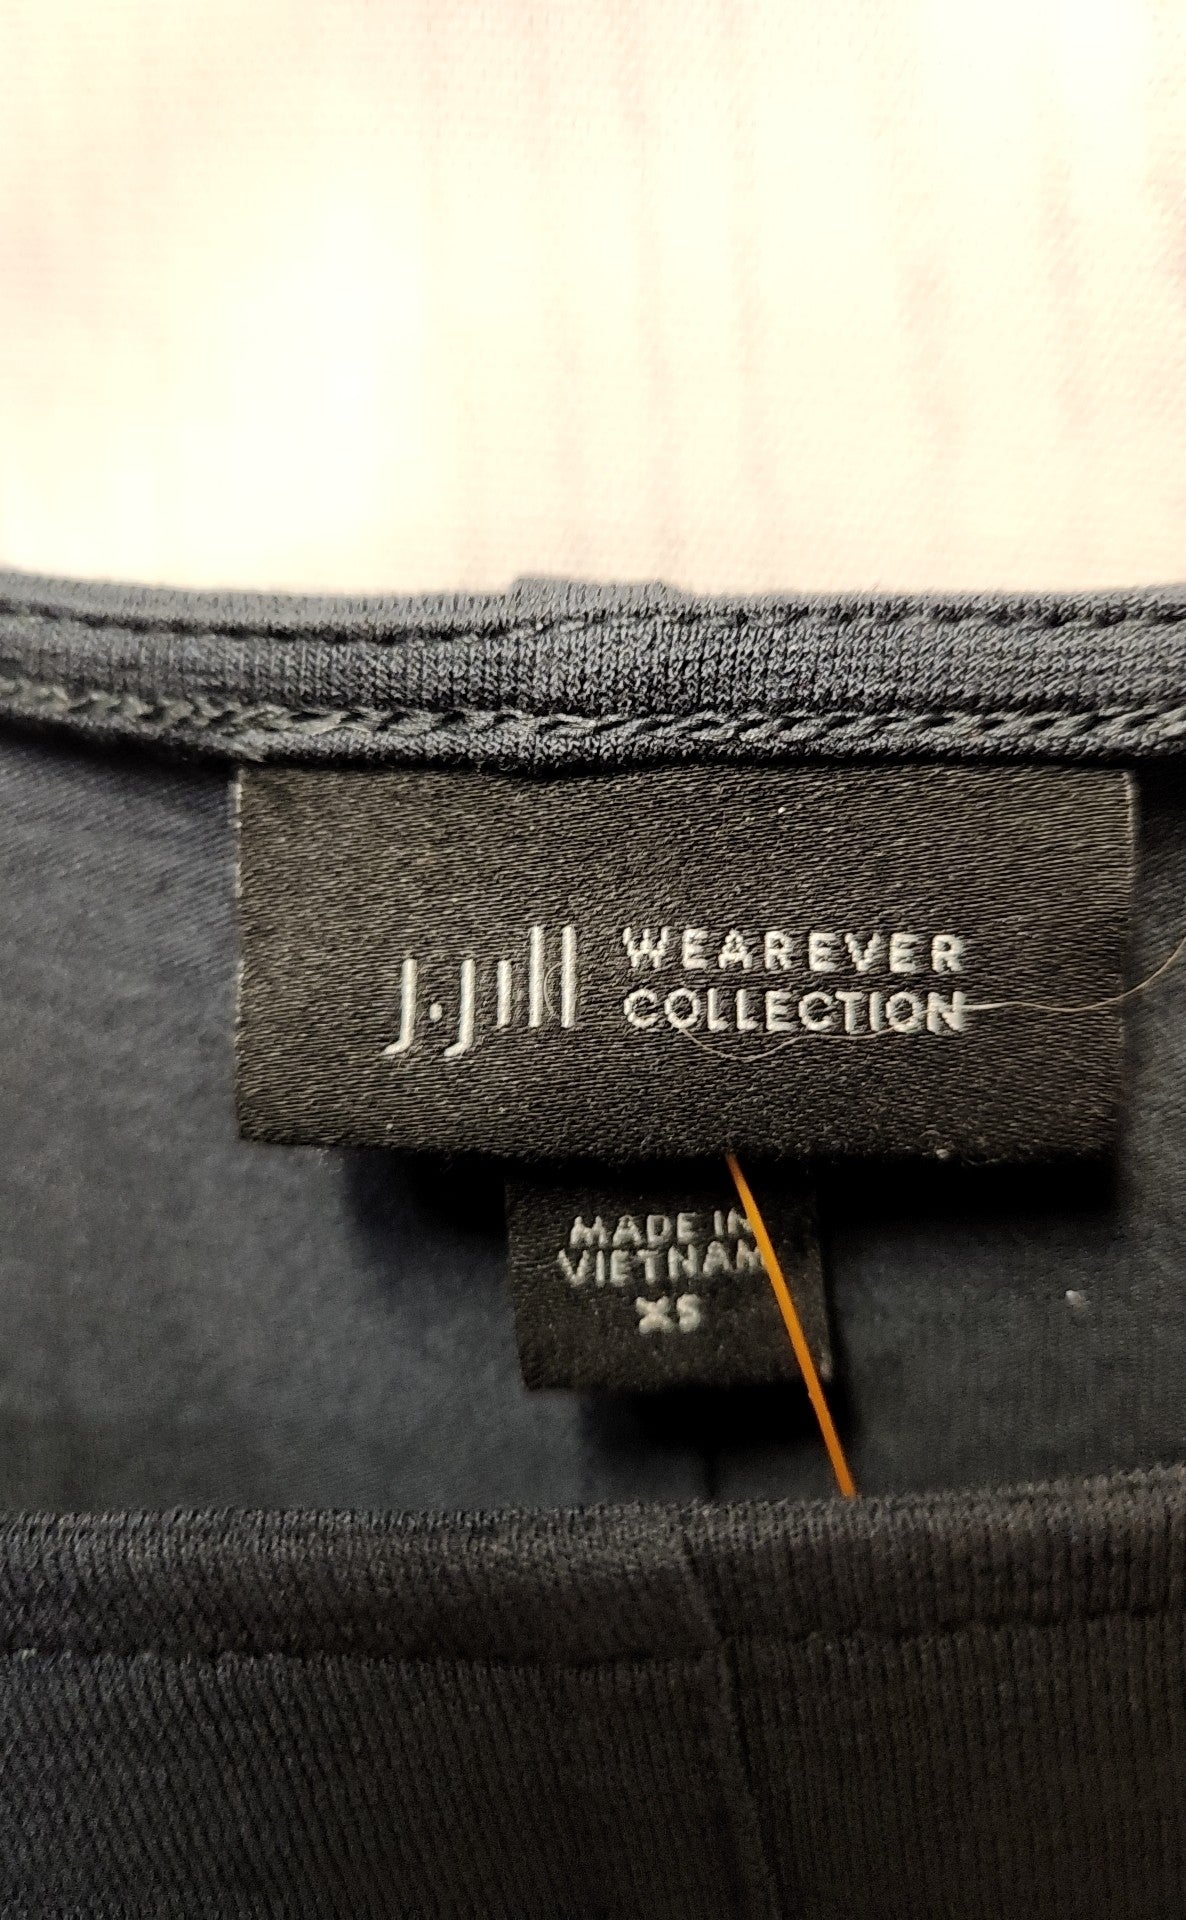 J.Jill
WEAREVER
COLLECTION
MADE IN
VIETNAM
XS